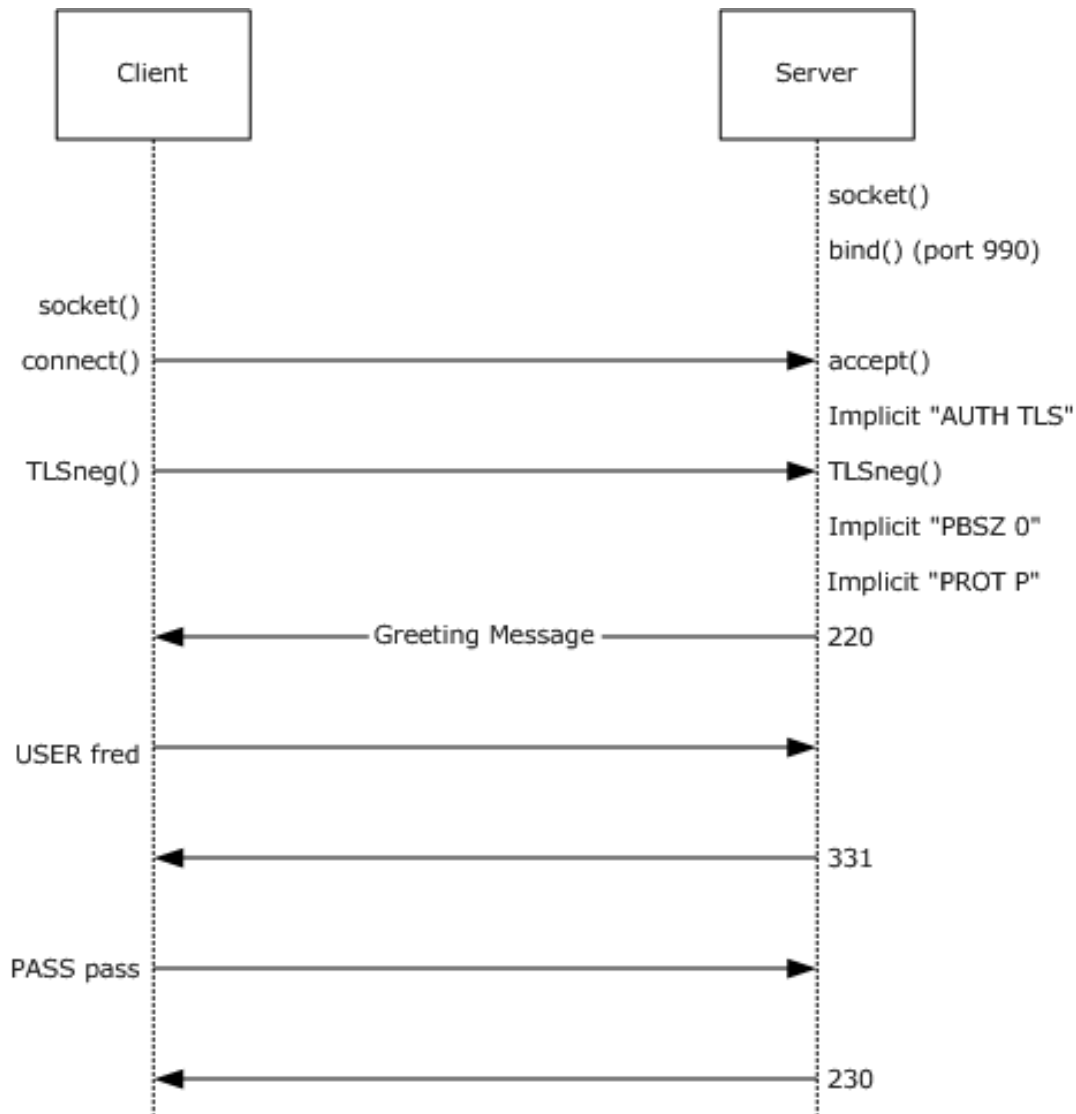 Client
Server
socket()
bind() (port 990)
socket()
connect()
accept()
Implicit "AUTH TLS"
TLSneg()
TLSneg()
Implicit "PBSZ 0"
Implicit "PROT P"
Greeting Message
220
USER fred
331
PASS pass
230